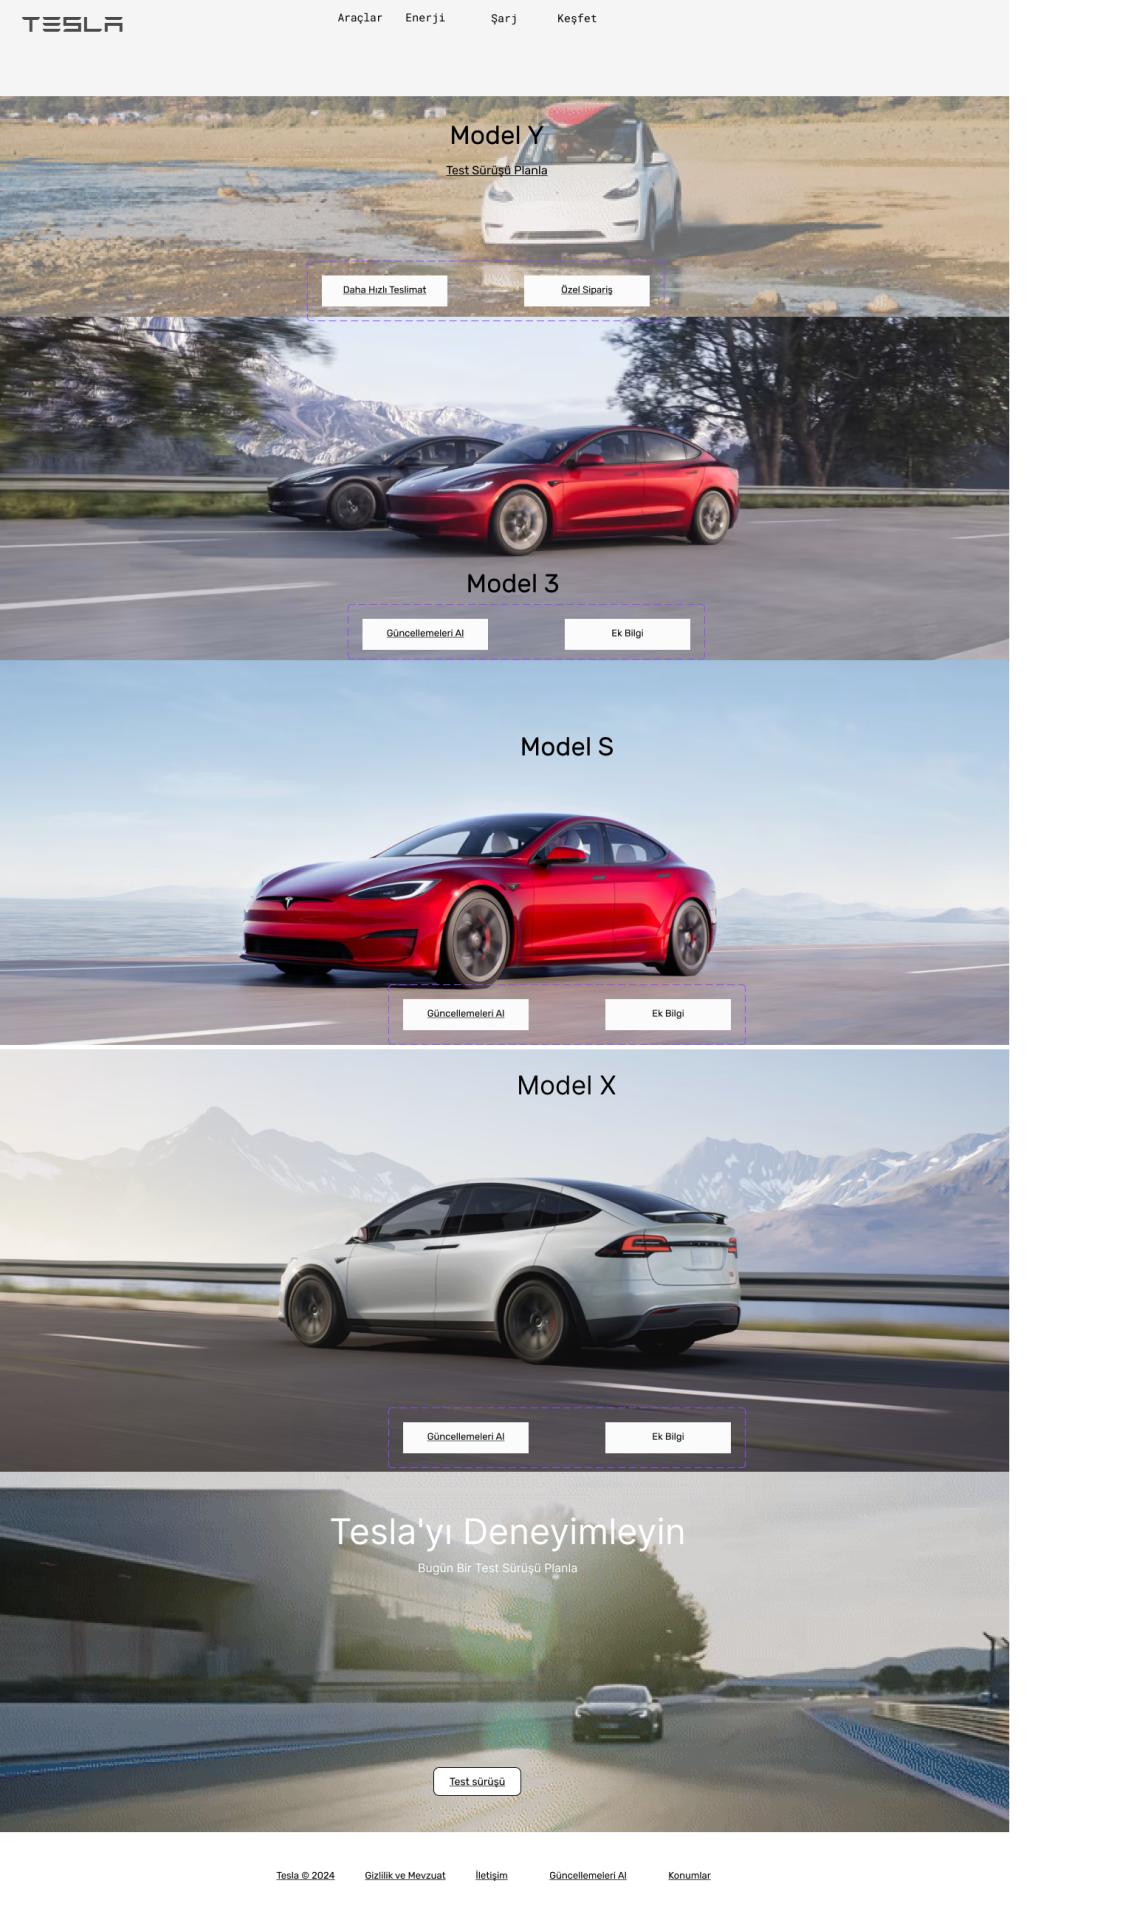 TESLA
Araçlar Enerji Şarj Keşfet
Model Y
Test Sürüşü Planla
Daha Hızlı Teslimat Özel Sipariş
Model 3
Güncellemeleri Al Ek Bilgi
Model S
Güncellemeleri Al Ek Bilgi
Model X
Güncellemeleri Al Ek Bilgi
Tesla'yı Deneyimleyin
Bugün Bir Test Sürüşü Planla
Test sürüşü
Tesla © 2024 Gizlilik ve Mevzuat İletişim Güncellemeleri Al Konumlar